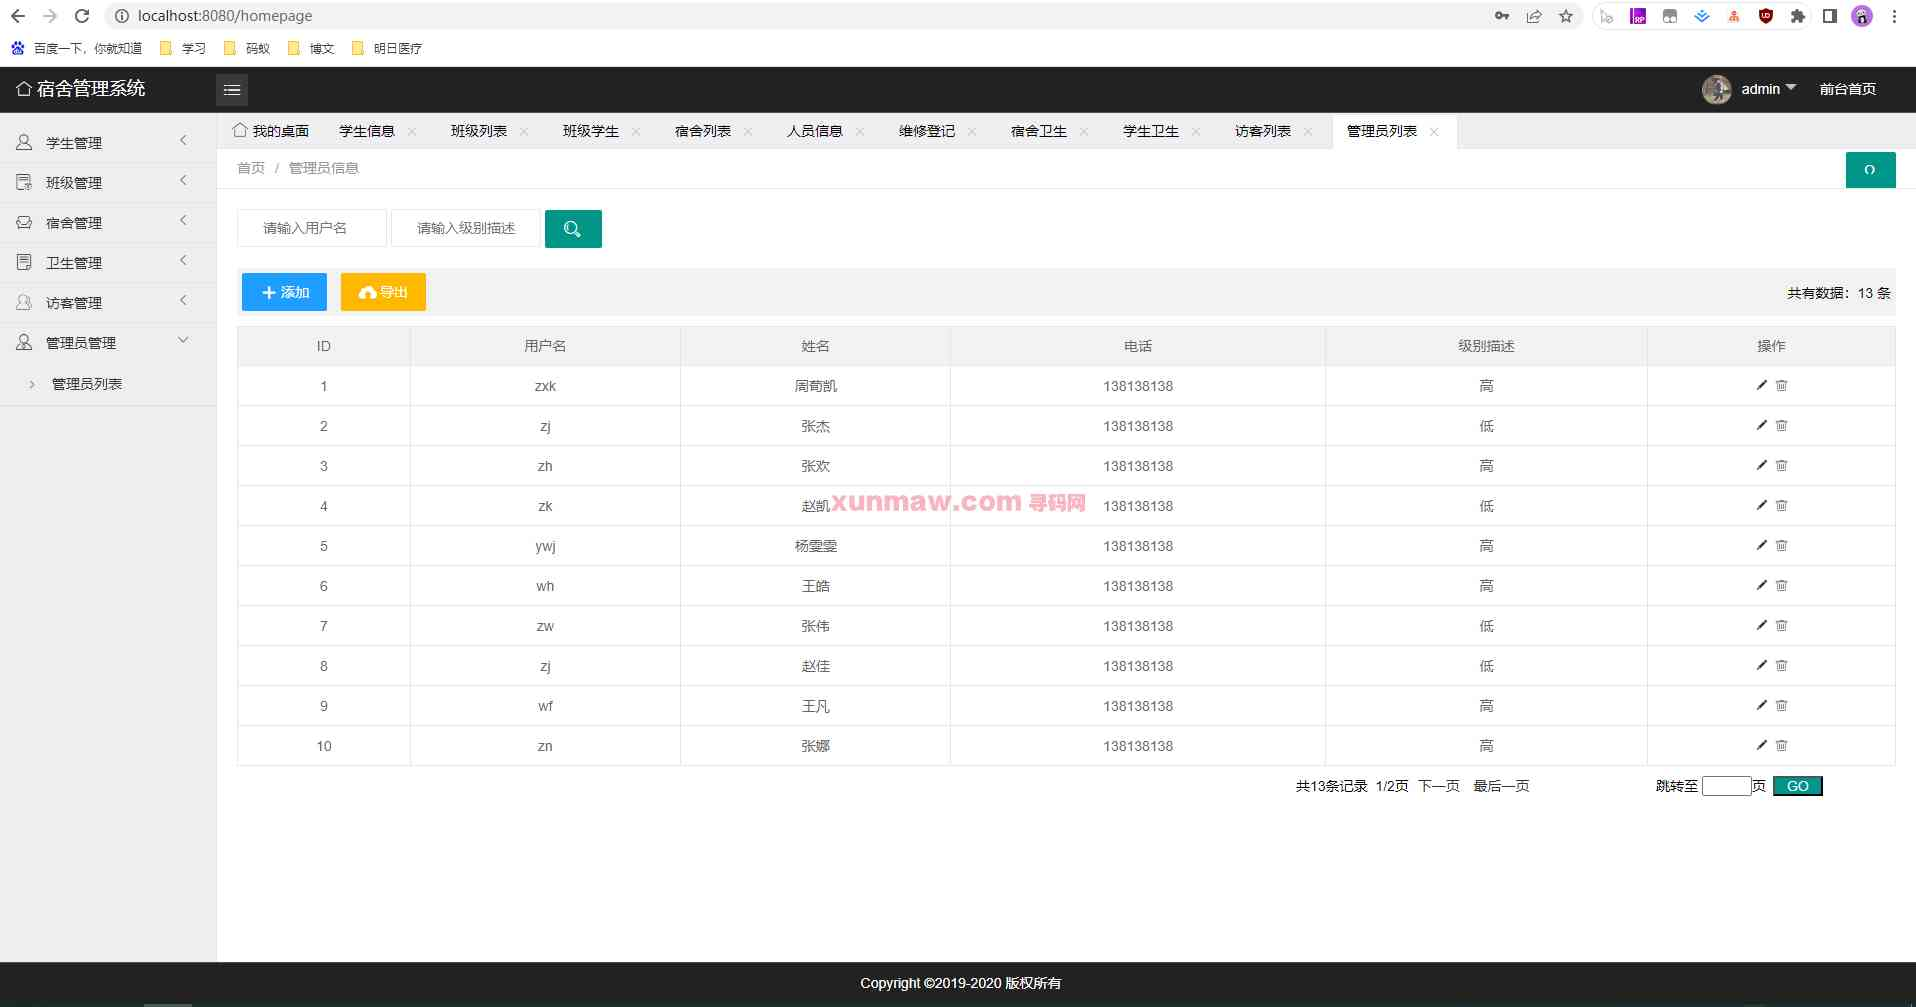 localhost:8080/homepage
百度一下，你就知道 学习 码蚁 博文 明日医疗
宿舍管理系统 admin 前台首页
我的桌面 学生信息 班级列表 班级学生 宿舍列表 人员信息 维修登记 宿舍卫生 学生卫生 访客列表 管理员列表
学生管理
班级管理
宿舍管理
卫生管理
访客管理
管理员管理
管理员列表
首页 / 管理员信息
请输入用户名 请输入级别描述
添加 导出 共有数据：13 条
ID 用户名 姓名 电话 级别描述 操作
1 zxk 周荀凯 138138138 高
2 zj 张杰 138138138 低
3 zh 张欢 138138138 高
4 zk 赵凯 138138138 低
xunmaw.com 寻码网
5 ywj 杨雯雯 138138138 高
6 wh 王皓 138138138 高
7 zw 张伟 138138138 低
8 zj 赵佳 138138138 低
9 wf 王凡 138138138 高
10 zn 张娜 138138138 高
共13条记录 1/2页 下一页 最后一页 跳转至 页 GO
Copyright ©2019-2020 版权所有